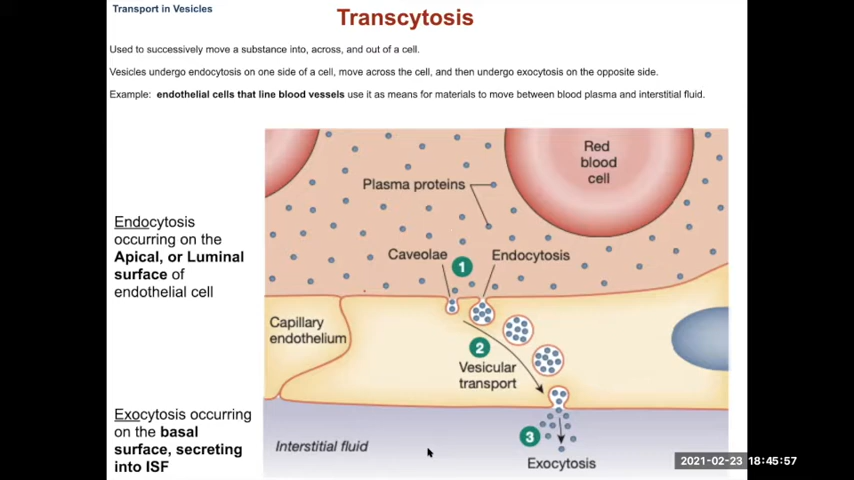 Transport in Vesicles
Transcytosis
Used to successively move a substance into, across, and out of a cell.
Vesicles undergo endocytosis on one side of a cell, move across the cell, and then undergo exocytosis on the opposite side.
Example: endothelial cells that line blood vessels use it as means for materials to move between blood plasma and interstitial fluid.
Red
blood
cell
Plasma proteins
Endocytosis
occurring on the
Apical, or Luminal
surface of
endothelial cell
Caveolae
1
Endocytosis
Capillary
endothelium
2
Vesicular
transport
Exocytosis occurring
on the basal
surface, secreting
into ISF
Interstitial fluid
3
Exocytosis
2021-02-23 18:45:57